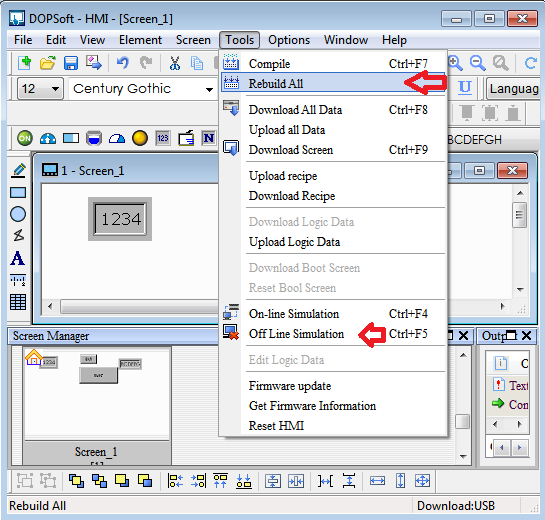 DOPSoft - HMI - [Screen_1]
File Edit View Element Screen Tools Options Window Help
Compile Ctrl+F7
Rebuild All
12 Century Gothic
U Languag
Download All Data Ctrl+F8
Upload all Data
Download Screen Ctrl+F9
ON 123 N
BCDEFGH
1 - Screen_1
Upload recipe
Download Recipe
1234
Download Logic Data
Upload Logic Data
A
Download Boot Screen
Reset Bool Screen
On-line Simulation Ctrl+F4
Off Line Simulation Ctrl+F5
Screen Manager
Outp
Edit Logic Data
1234
Text
Con
Firmware update
Get Firmware Information
Reset HMI
Screen_1
[1]
Rebuild All
Download:USB